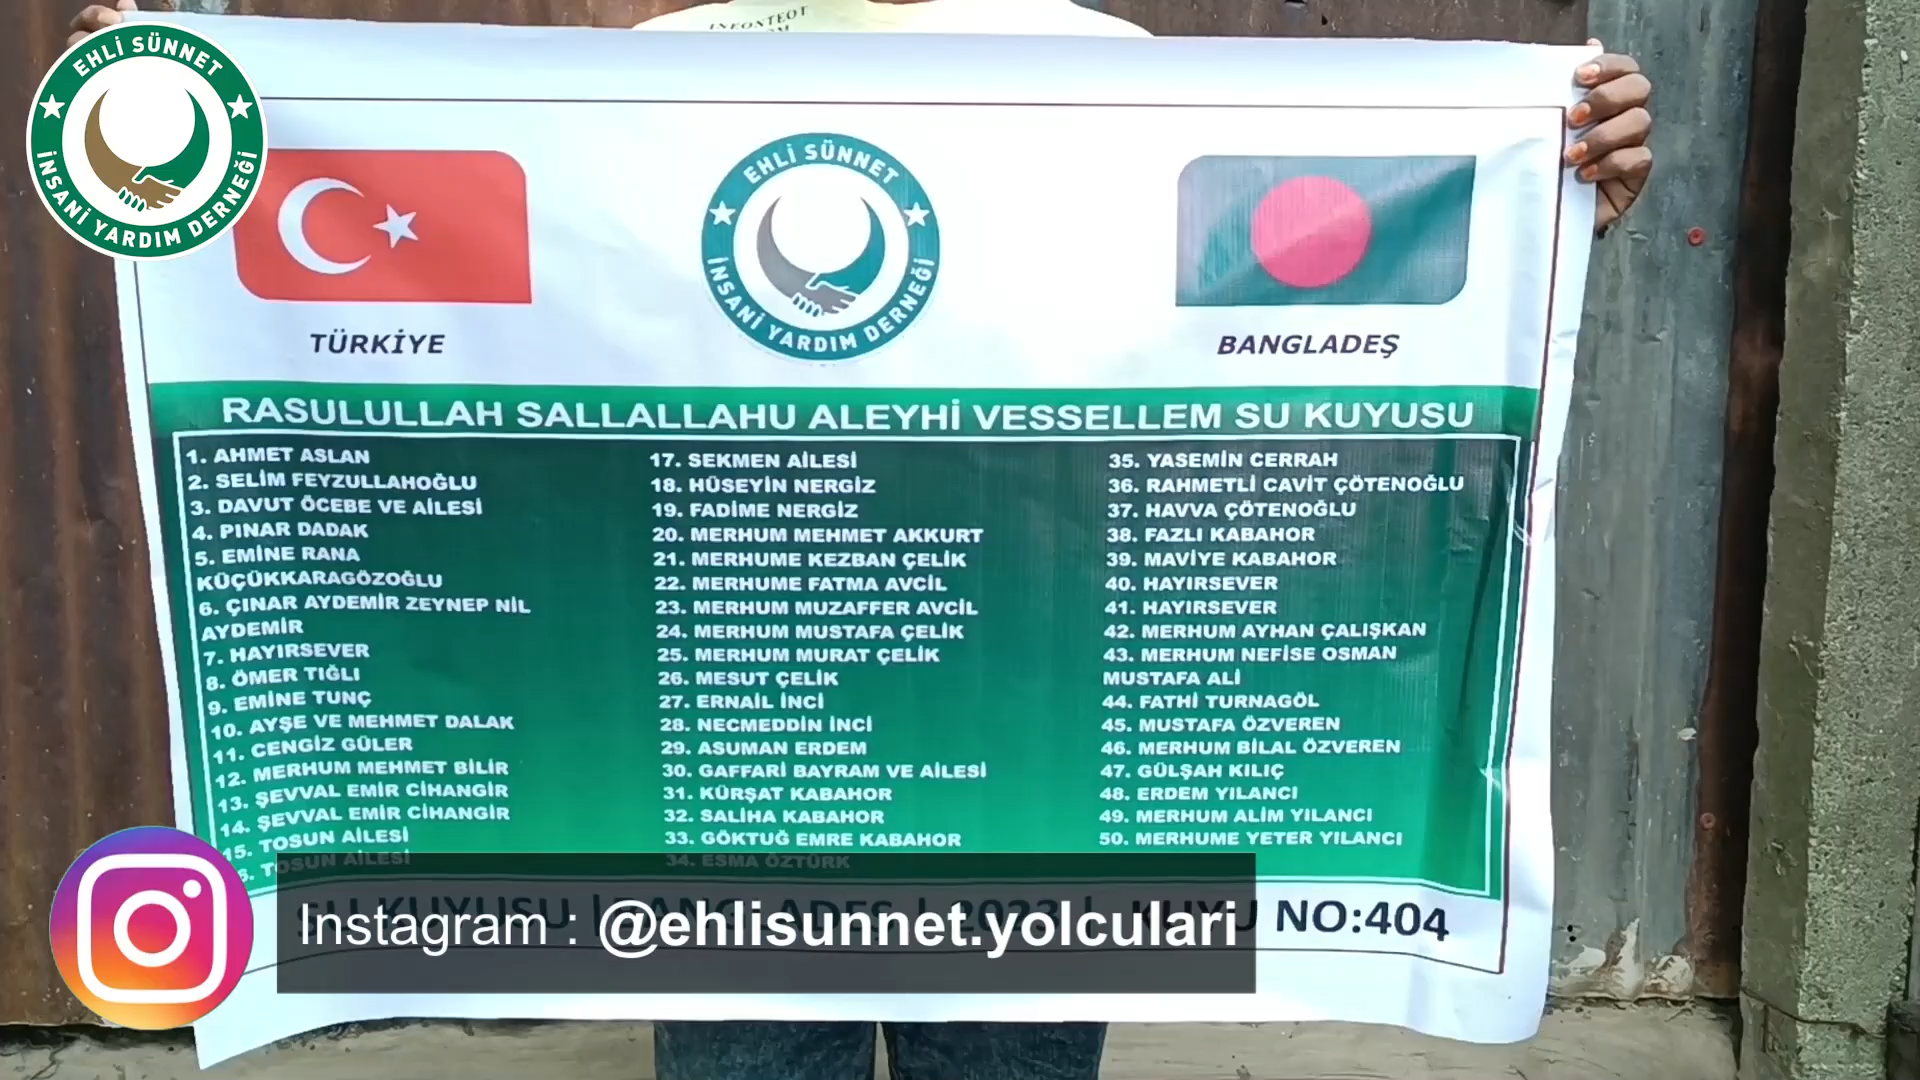 INFONTEOT
EHLİ SÜNNET
İNSANİ YARDIM DERNEĞİ
EHLİ SÜNNET
İNSANİ YARDIM DERNEĞİ
TÜRKİYE
BANGLADEŞ
RASULULLAH SALLALLAHU ALEYHİ VESSELLEM SU KUYUSU
1. AHMET ASLAN
2. SELİM FEYZULLAHOĞLU
3. DAVUT ÖCEBE VE AİLESİ
4. PINAR DADAK
5. EMİNE RANA
KÜÇÜKKARAGÖZOĞLU
6. ÇINAR AYDEMİR ZEYNEP NİL
AYDEMİR
7. HAYIRSEVER
8. ÖMER TIĞLI
9. EMİNE TUNÇ
10. AYŞE VE MEHMET DALAK
11. CENGİZ GÜLER
12. MERHUM MEHMET BİLİR
13. ŞEVVAL EMİR CİHANGİR
14. ŞEVVAL EMİR CİHANGİR
15. TOSUN AİLESİ
6. TOSUN AİLESİ
17. SEKMEN AİLESİ
18. HÜSEYİN NERGİZ
19. FADİME NERGİZ
20. MERHUM MEHMET AKKURT
21. MERHUME KEZBAN ÇELİK
22. MERHUME FATMA AVCİL
23. MERHUM MUZAFFER AVCİL
24. MERHUM MUSTAFA ÇELİK
25. MERHUM MURAT ÇELİK
26. MESUT ÇELİK
27. ERNAİL İNCİ
28. NECMEDDİN İNCİ
29. ASUMAN ERDEM
30. GAFFARİ BAYRAM VE AİLESİ
31. KÜRŞAT KABAHOR
32. SALİHA KABAHOR
33. GÖKTUĞ EMRE KABAHOR
34. ESMA ÖZTÜRK
35. YASEMİN CERRAH
36. RAHMETLİ CAVİT ÇÖTENOĞLU
37. HAVVA ÇÖTENOĞLU
38. FAZLI KABAHOR
39. MAVİYE KABAHOR
40. HAYIRSEVER
41. HAYIRSEVER
42. MERHUM AYHAN ÇALIŞKAN
43. MERHUM NEFİSE OSMAN
MUSTAFA ALİ
44. FATHİ TURNAGÖL
45. MUSTAFA ÖZVEREN
46. MERHUM BİLAL ÖZVEREN
47. GÜLŞAH KILIÇ
48. ERDEM YILANCI
49. MERHUM ALİM YILANCI
50. MERHUME YETER YILANCI
SU KUYUSU | BANGLADEŞ | 2023 | KUYU NO:404
Instagram : @ehlisunnet.yolculari